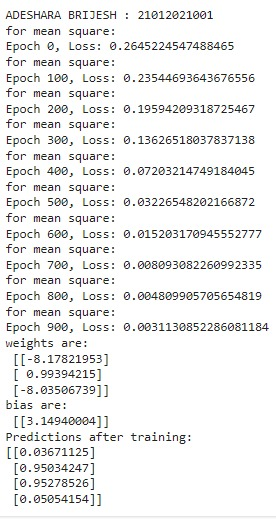 ADESHARA BRIJESH : 21012021001
for mean square:
Epoch 0, Loss: 0.2645224547488465
for mean square:
Epoch 100, Loss: 0.23544693643676556
for mean square:
Epoch 200, Loss: 0.19594209318725467
for mean square:
Epoch 300, Loss: 0.13626518037837138
for mean square:
Epoch 400, Loss: 0.07203214749184045
for mean square:
Epoch 500, Loss: 0.03226548202166872
for mean square:
Epoch 600, Loss: 0.015203170945552777
for mean square:
Epoch 700, Loss: 0.008093082260992335
for mean square:
Epoch 800, Loss: 0.004809905705654819
for mean square:
Epoch 900, Loss: 0.0031130852286081184
weights are:
[[-8.17821953]
[ 0.99394215]
[-8.03506739]]
bias are:
[[3.14940004]]
Predictions after training:
[[0.03671125]
[0.95034247]
[0.95278526]
[0.05054154]]